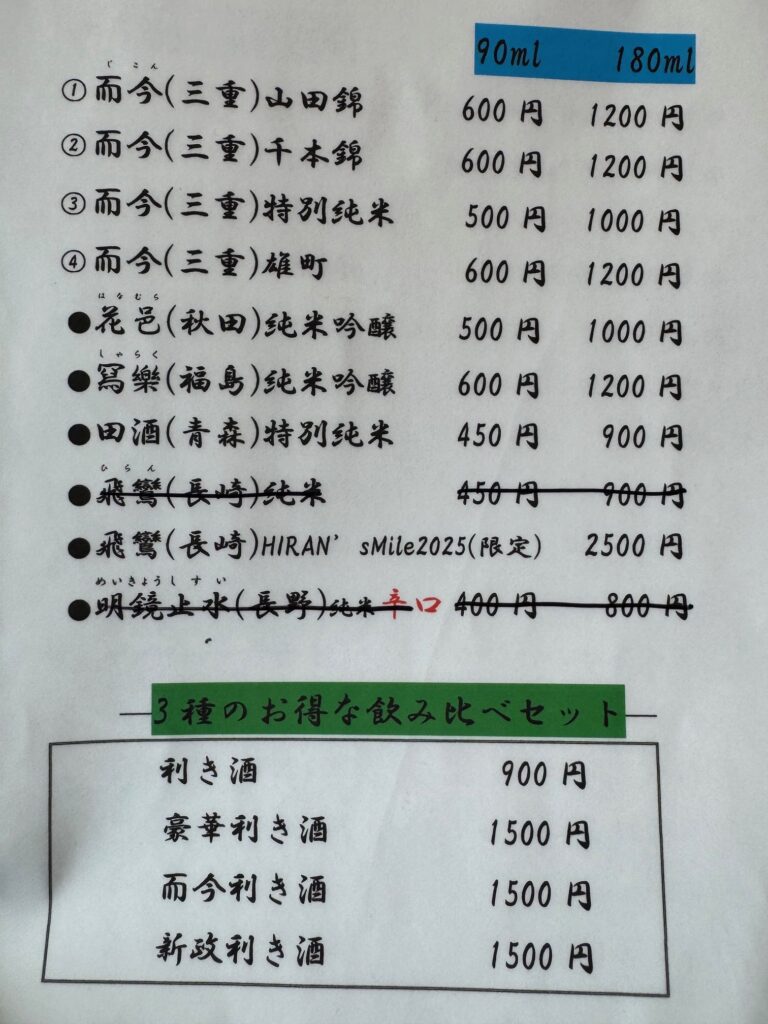 90ml 180ml
じこん
①而今(三重)山田錦 600円 1200円
②而今(三重)千本錦 600円 1200円
③而今(三重)特別純米 500円 1000円
④而今(三重)雄町 600円 1200円
はなむら
●花邑(秋田)純米吟醸 500円 1000円
しゃらく
●冩樂(福島)純米吟醸 600円 1200円
●田酒(青森)特別純米 450円 900円
ひらん
●飛鸞(長崎)純米 450円 900円
●飛鸞(長崎)HIRAN’sMile2025(限定) 2500円
めいきょうしすい
●明鏡止水(長野)純米辛口 400円 800円
3種のお得な飲み比べセット
利き酒 900円
豪華利き酒 1500円
而今利き酒 1500円
新政利き酒 1500円